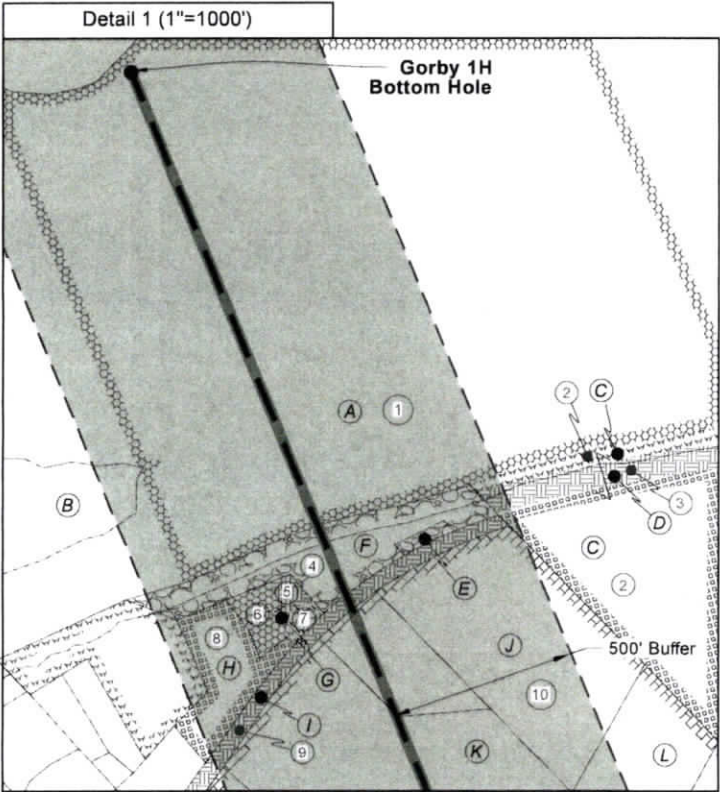 Detail 1 (1"=1000')
Gorby 1H
Bottom Hole
A
1
2
C
B
3
D
C
F
4
E
2
5
6
7
8
H
G
J
500' Buffer
10
I
9
K
L